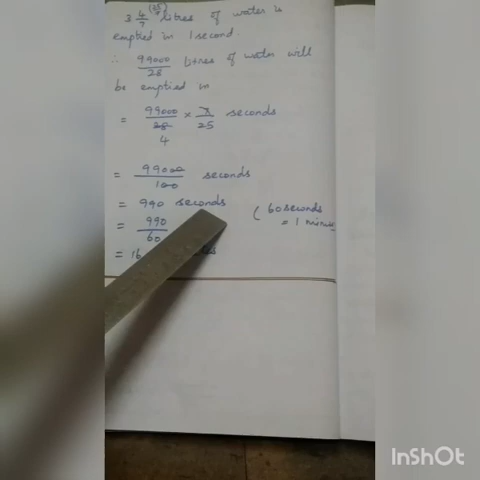 3 4/7 (25/7) litres of water is
emptied in 1 second.
∴ 99000/28 litres of water will
be emptied in
= 99000/28 × 7/25 seconds
4
= 99000/100 seconds
= 990 seconds
(60 seconds
= 1 minute
= 990/60
= 16
InShOt